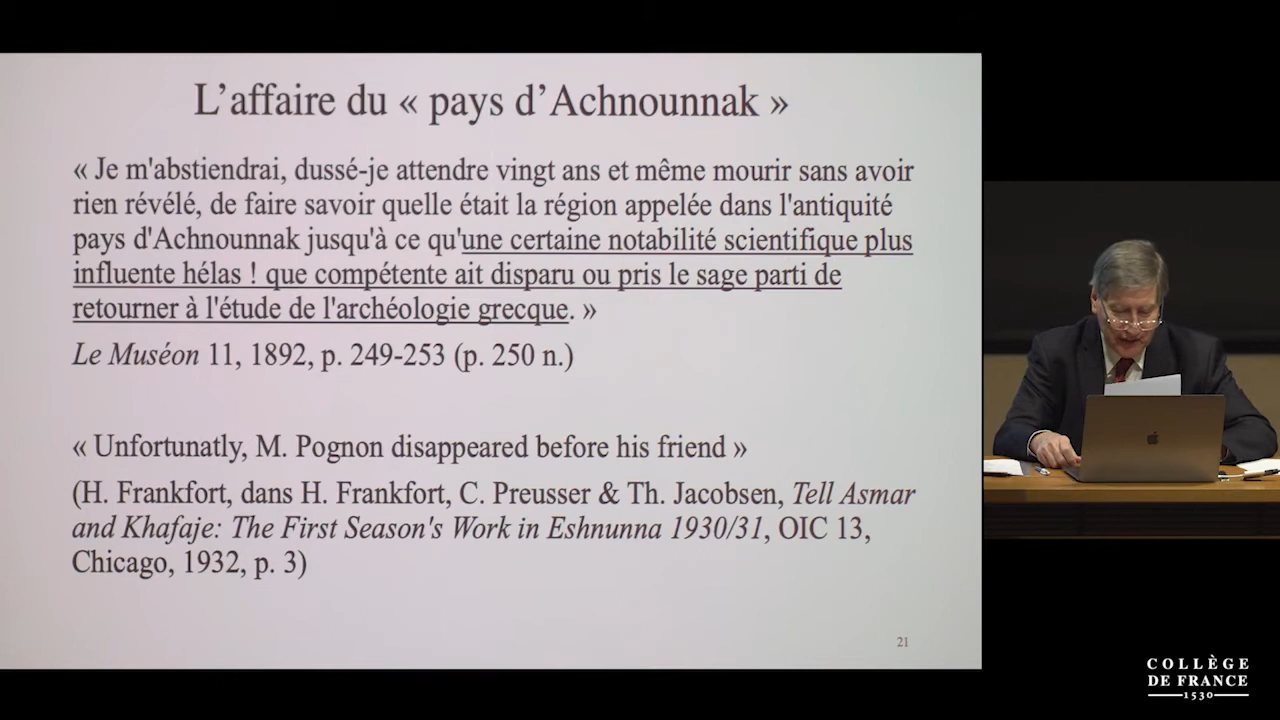 L’affaire du « pays d’Achnounnak »
« Je m'abstiendrai, dussé-je attendre vingt ans et même mourir sans avoir
rien révélé, de faire savoir quelle était la région appelée dans l'antiquité
pays d'Achnounnak jusqu'à ce qu'une certaine notabilité scientifique plus
influente hélas ! que compétente ait disparu ou pris le sage parti de
retourner à l'étude de l'archéologie grecque. »
Le Muséon 11, 1892, p. 249-253 (p. 250 n.)
« Unfortunatly, M. Pognon disappeared before his friend »
(H. Frankfort, dans H. Frankfort, C. Preusser & Th. Jacobsen, Tell Asmar
and Khafaje: The First Season's Work in Eshnunna 1930/31, OIC 13,
Chicago, 1932, p. 3)
21
COLLÈGE
DE FRANCE
1530